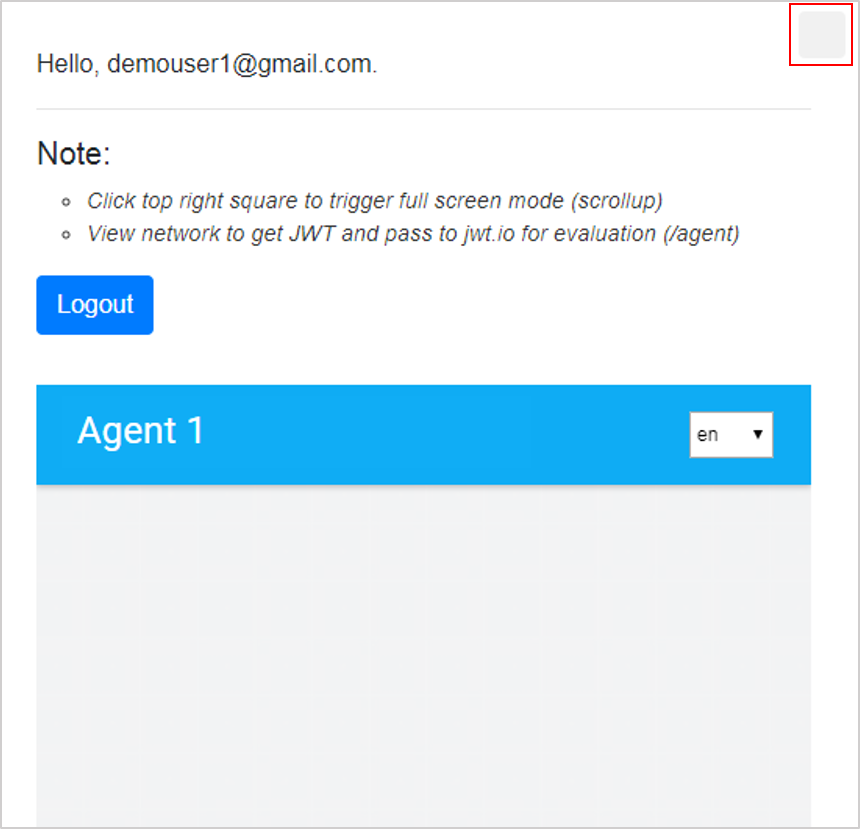 Hello, demouser1@gmail.com.
Note:
Click top right square to trigger full screen mode (scrollup)
View network to get JWT and pass to jwt.io for evaluation (/agent)
Logout
Agent 1
en